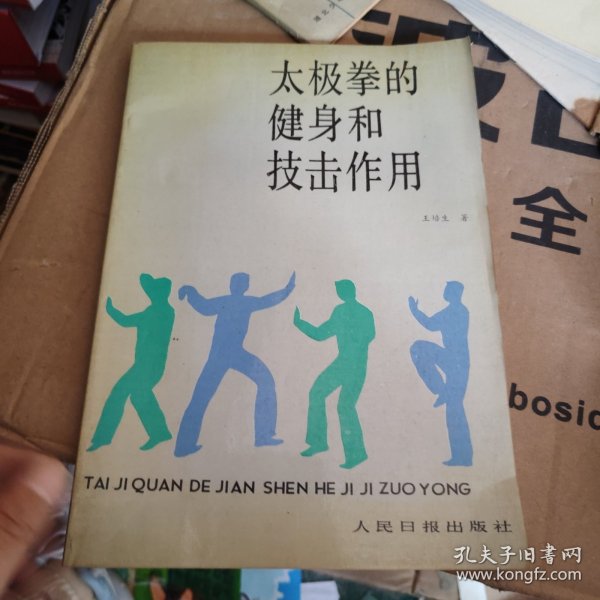 太极拳的
健身和
技击作用
王培生 著
TAI JI QUAN DE JIAN SHEN HE JI JI ZUO YONG
人民日报出版社
全
bosid
孔夫子旧书网
www.kongfz.com